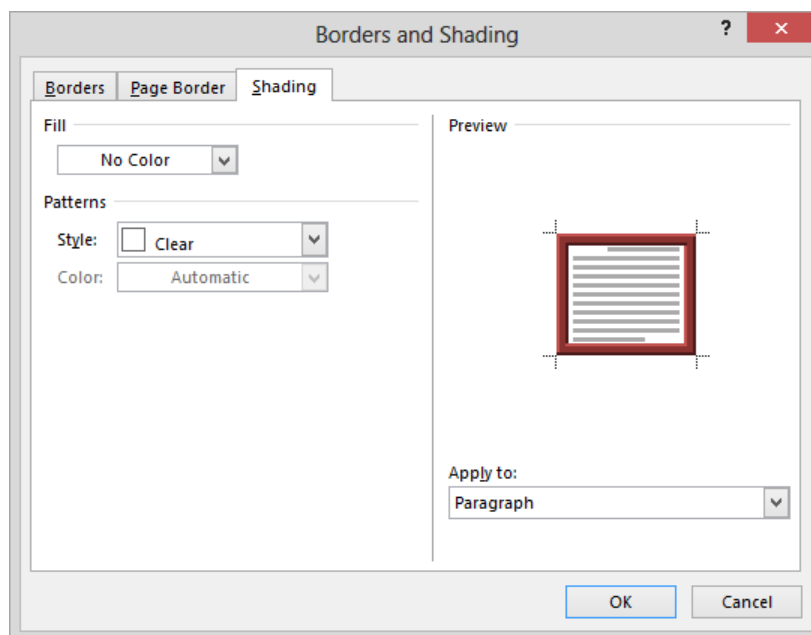 Borders and Shading
?
Borders Page Border Shading
Fill
No Color
Patterns
Style: Clear
Color: Automatic
Preview
Apply to:
Paragraph
OK Cancel